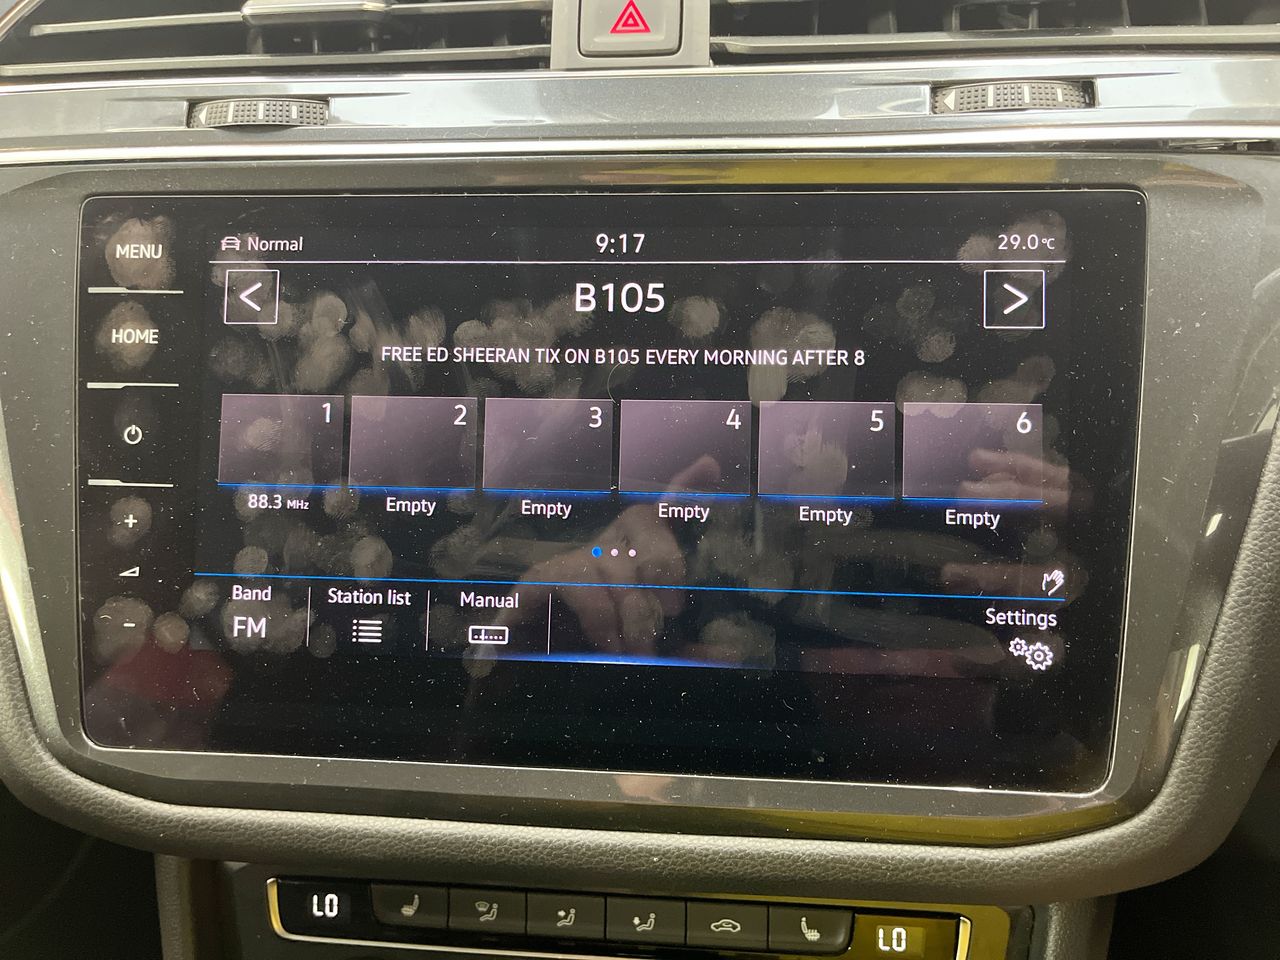 MENU
HOME
Normal
9:17
29.0°C
<
B105
>
FREE ED SHEERAN TIX ON B105 EVERY MORNING AFTER 8
1
2
3
4
5
6
88.3 MHz
Empty
Empty
Empty
Empty
Empty
+
-
Band
FM
Station list
Manual
Settings
LO
LO